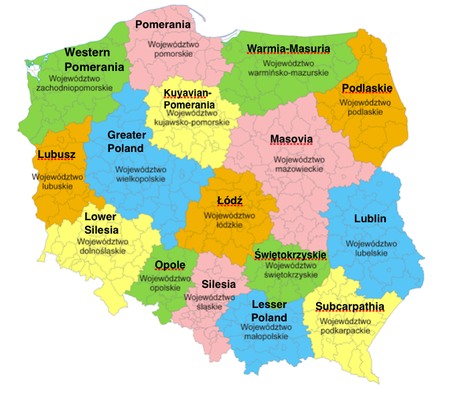 Pomerania
Województwo
pomorskie
Western
Pomerania
Województwo
zachodniopomorskie
Warmia-Masuria
Województwo
warmińsko-mazurskie
Podlaskie
Województwo
podlaskie
Kuyavian-
Pomerania
Województwo
kujawsko-pomorskie
Greater
Poland
Województwo
wielkopolskie
Masovia
Województwo
mazowieckie
Lubusz
Województwo
lubuskie
Łódź
Województwo
łódzkie
Lublin
Województwo
lubelskie
Lower
Silesia
Województwo
dolnośląskie
Opole
Województwo
opolskie
Silesia
Województwo
śląskie
Świętokrzyskie
Województwo
świętokrzyskie
Lesser
Poland
Województwo
małopolskie
Subcarpathia
Województwo
podkarpackie